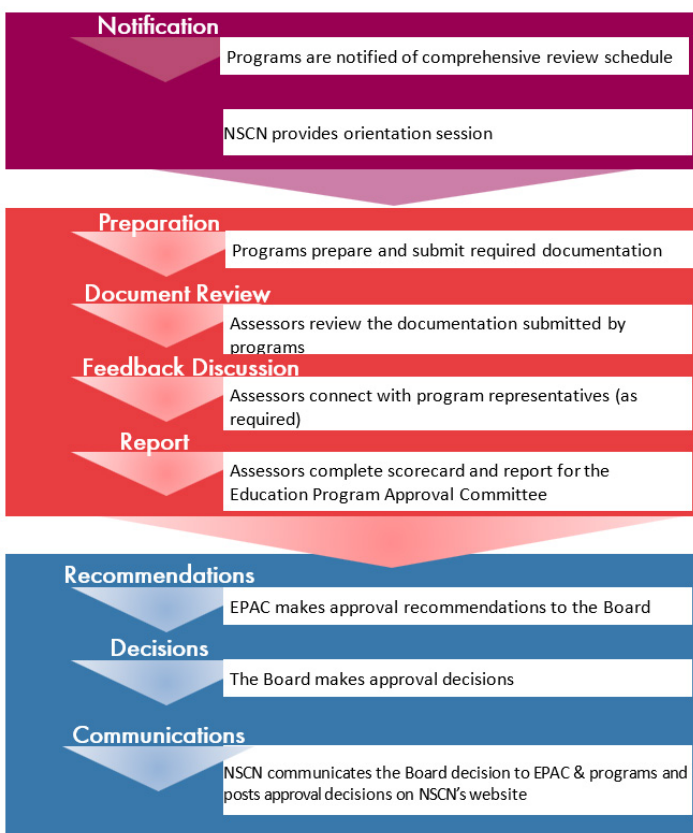 Notification
Programs are notified of comprehensive review schedule
NSCN provides orientation session
Preparation
Programs prepare and submit required documentation
Document Review
Assessors review the documentation submitted by
programs
Feedback Discussion
Assessors connect with program representatives (as
required)
Report
Assessors complete scorecard and report for the
Education Program Approval Committee
Recommendations
EPAC makes approval recommendations to the Board
Decisions
The Board makes approval decisions
Communications
NSCN communicates the Board decision to EPAC & programs and
posts approval decisions on NSCN's website